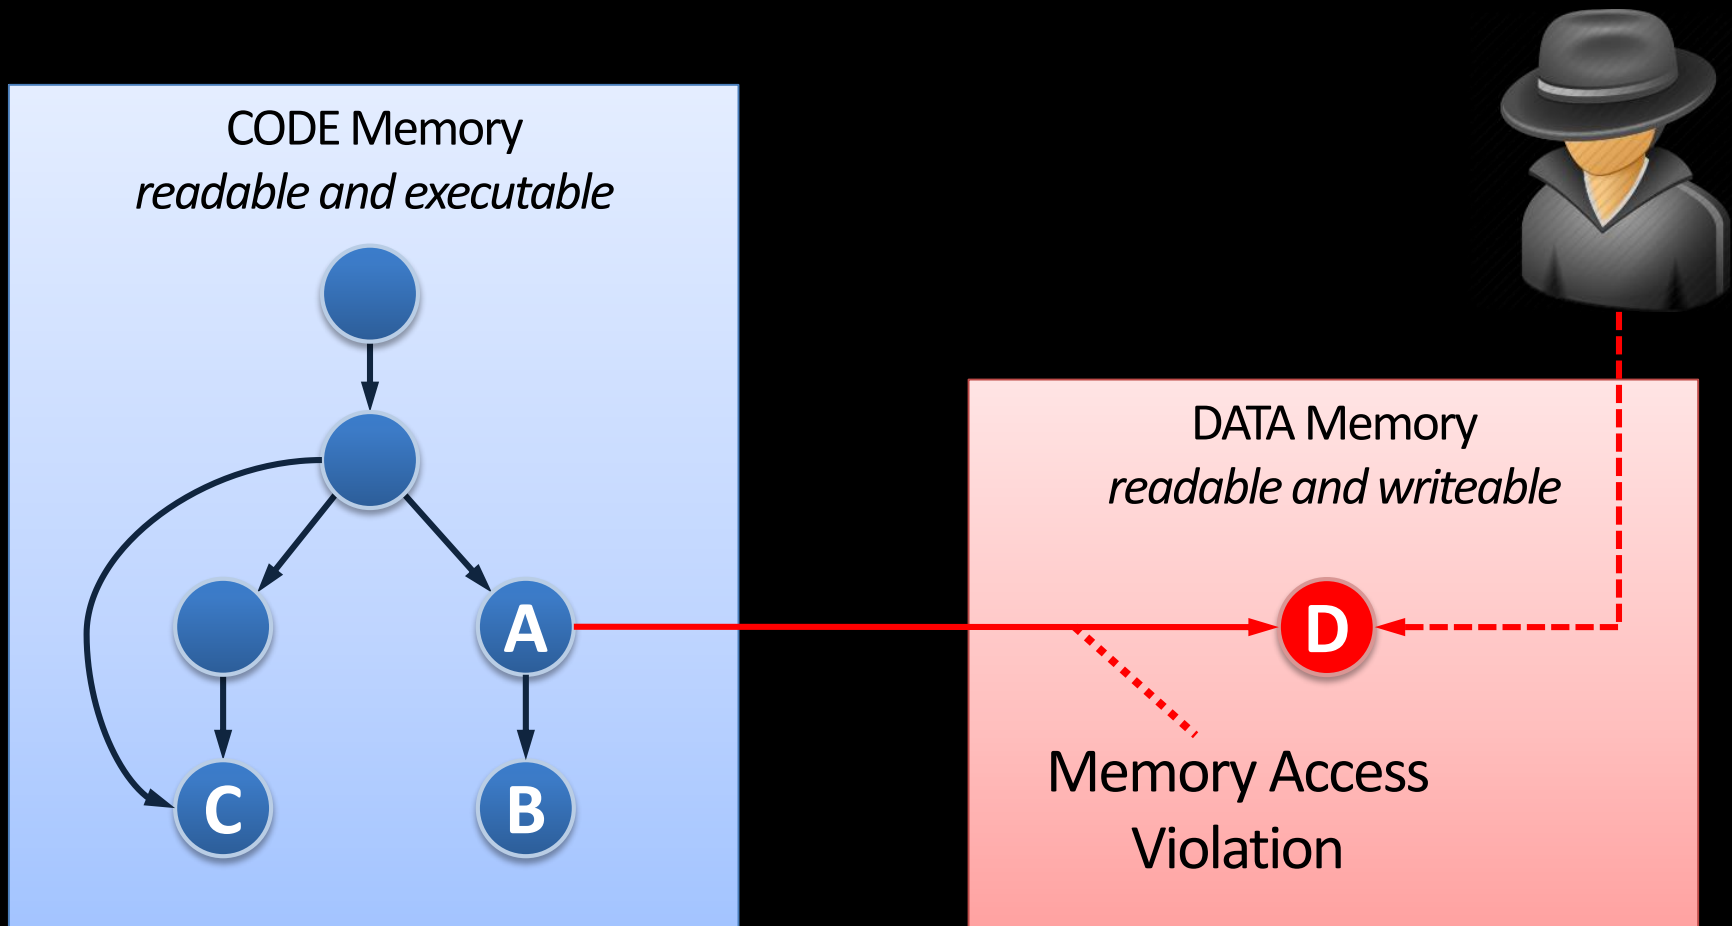 CODE Memory
readable and executable
DATA Memory
readable and writeable
A
D
C
B
Memory Access
Violation